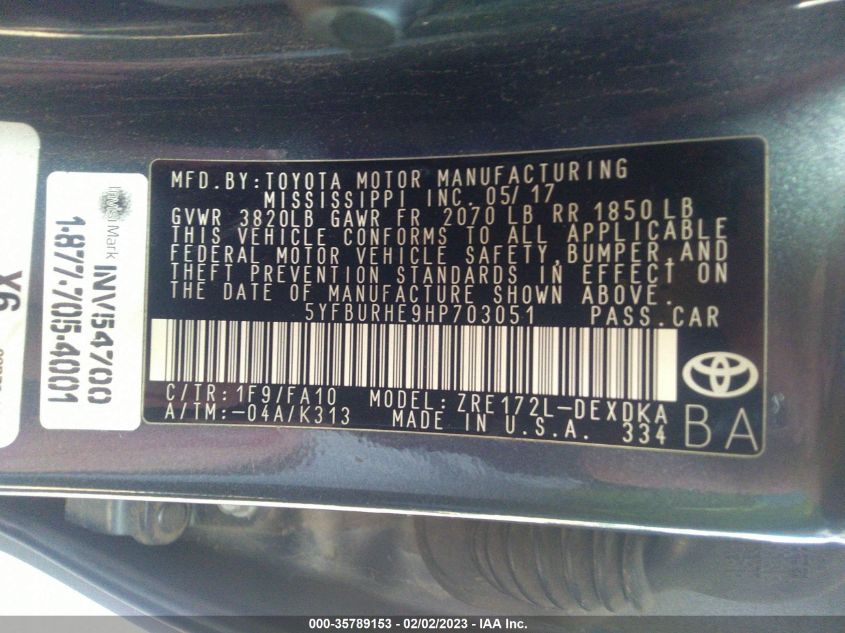 MFD.BY:TOYOTA MOTOR MANUFACTURING
MISSISSIPPI INC. 05/17
GVWR 3820LB GAWR FR 2070 LB RR 1850 LB
THIS VEHICLE CONFORMS TO ALL APPLICABLE
FEDERAL MOTOR VEHICLE SAFETY,BUMPER,AND
THEFT PREVENTION STANDARDS IN EFFECT ON
THE DATE OF MANUFACTURE SHOWN ABOVE.
5YFBURHE9HP703051 PASS.CAR
C/TR:1F9/FA10 MODEL:ZRE172L-DEXDKA
A/TM:-04A/K313 MADE IN U.S.A. 334
BA
Mark
INV54700
1-877-705-4001
X6
000-35789153 - 02/02/2023 - IAA Inc.